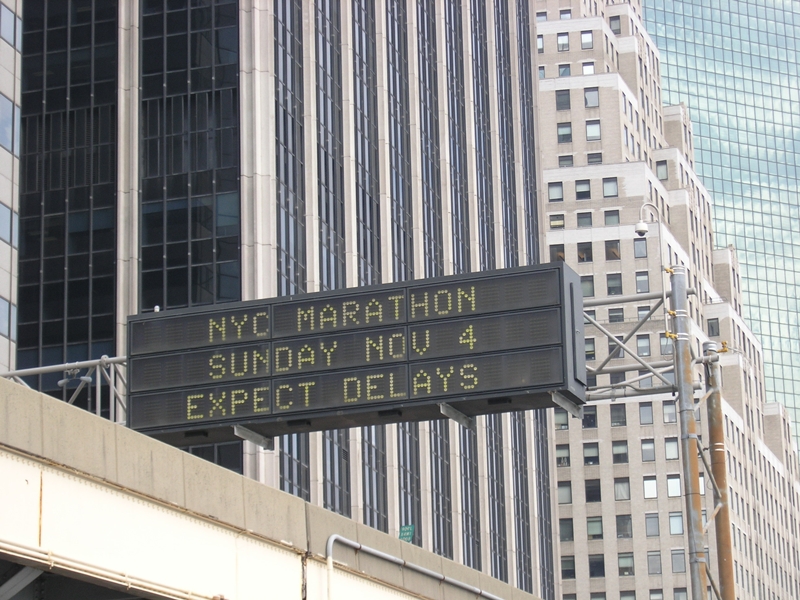 NYC MARATHON
SUNDAY NOV 4
EXPECT DELAYS